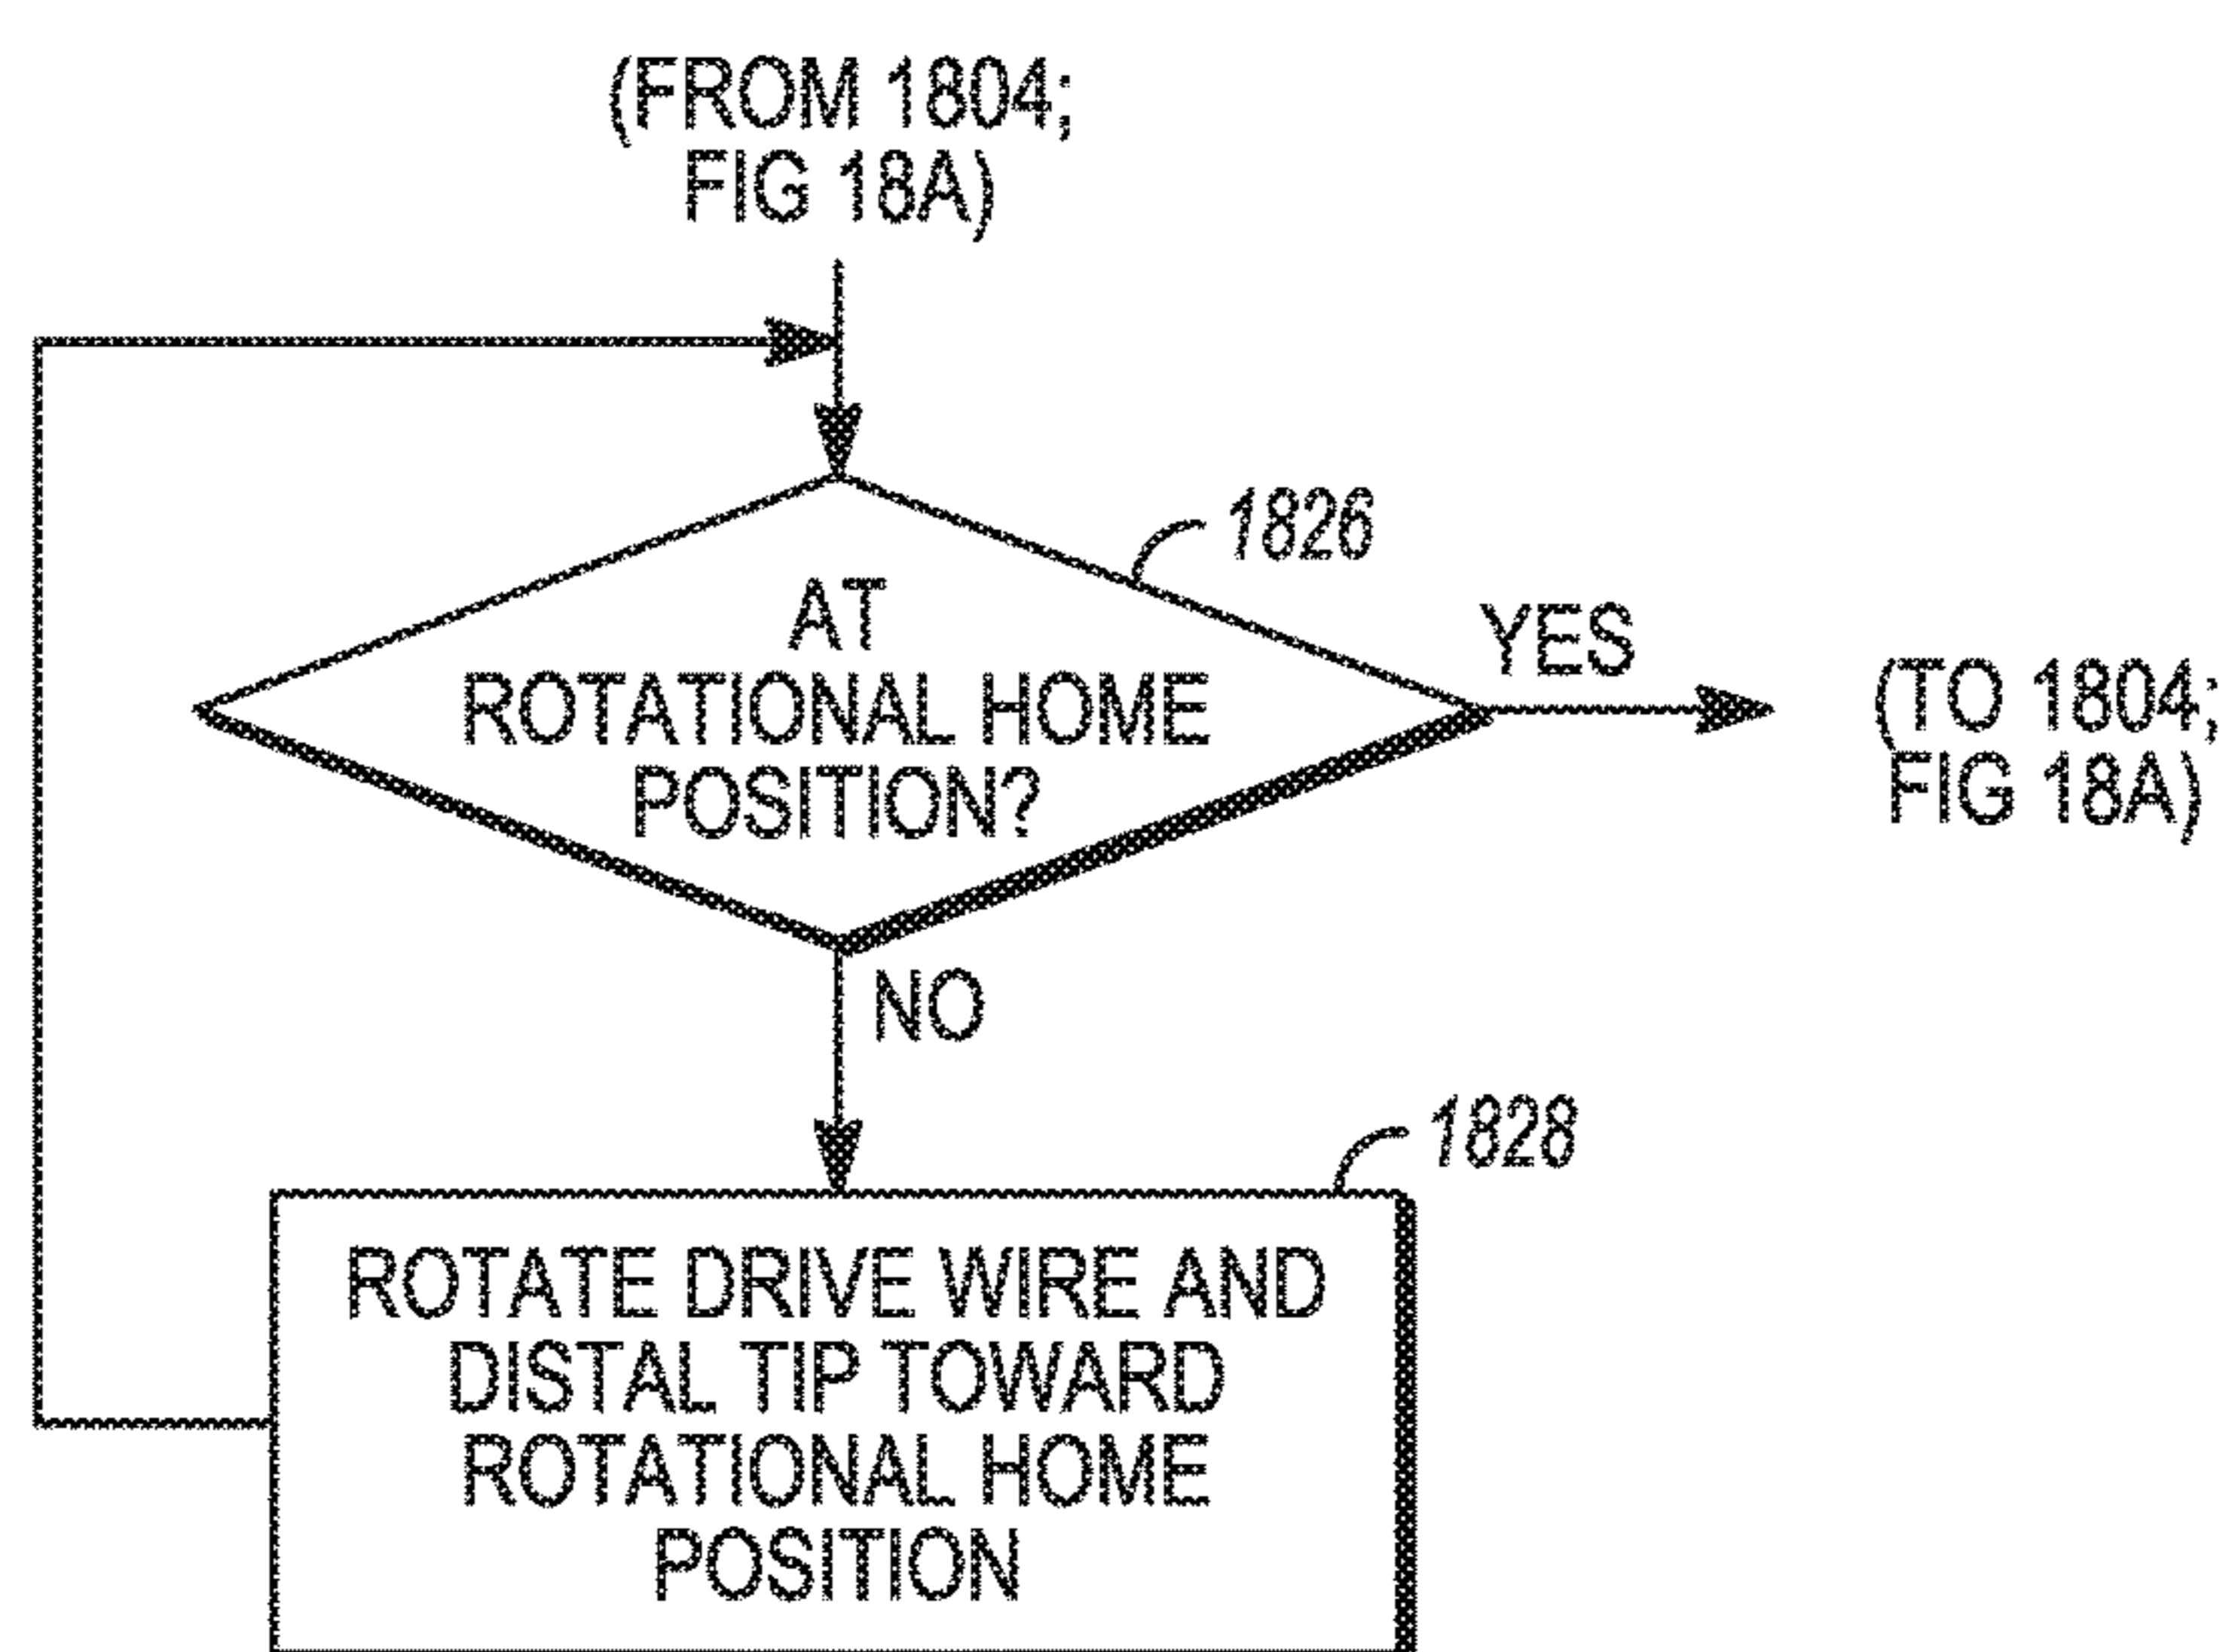 (FROM 1804;
FIG 18A)
1826
AT
ROTATIONAL HOME
POSITION?
YES
(TO 1804;
FIG 18A)
NO
1828
ROTATE DRIVE WIRE AND
DISTAL TIP TOWARD
ROTATIONAL HOME
POSITION